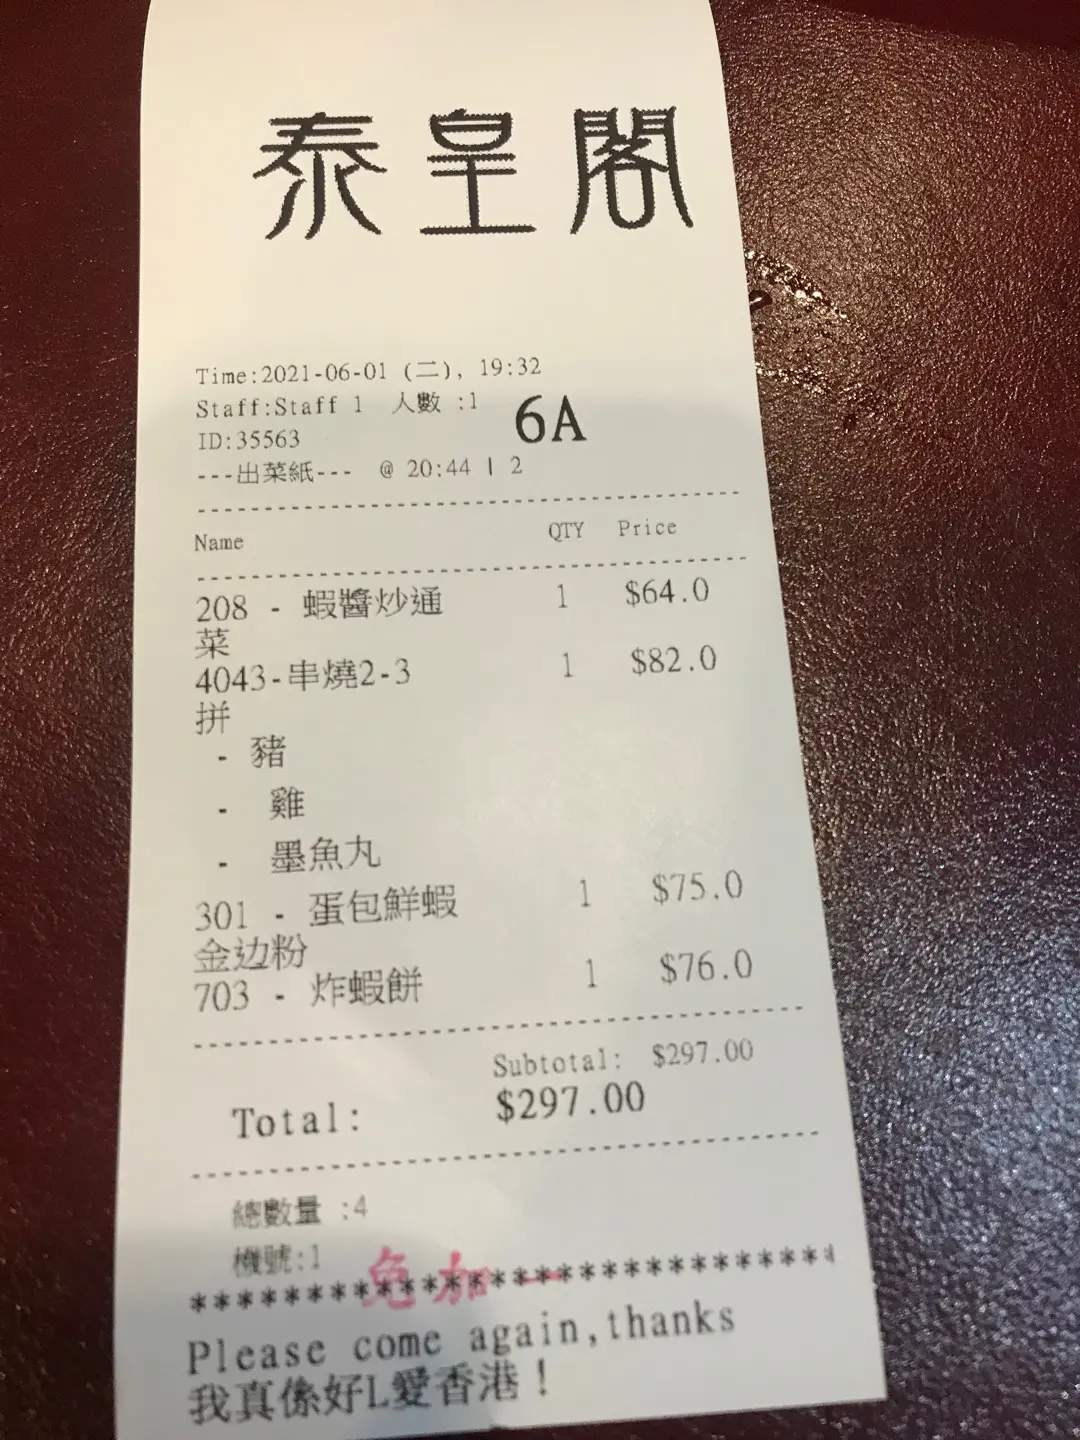 泰皇閣
Time:2021-06-01 (二), 19:32
Staff:Staff 1 人數 :1
6A
ID:35563
---出菜紙--- @ 20:44 | 2
Name QTY Price
208 - 蝦醬炒通 1 $64.0
菜
4043-串燒2-3 1 $82.0
拼
- 豬
- 雞
- 墨魚丸
301 - 蛋包鮮蝦 1 $75.0
金边粉
703 - 炸蝦餅 1 $76.0
Subtotal: $297.00
Total: $297.00
總數量 :4
機號:1
免加一
******************************
Please come again,thanks
我真係好L愛香港！